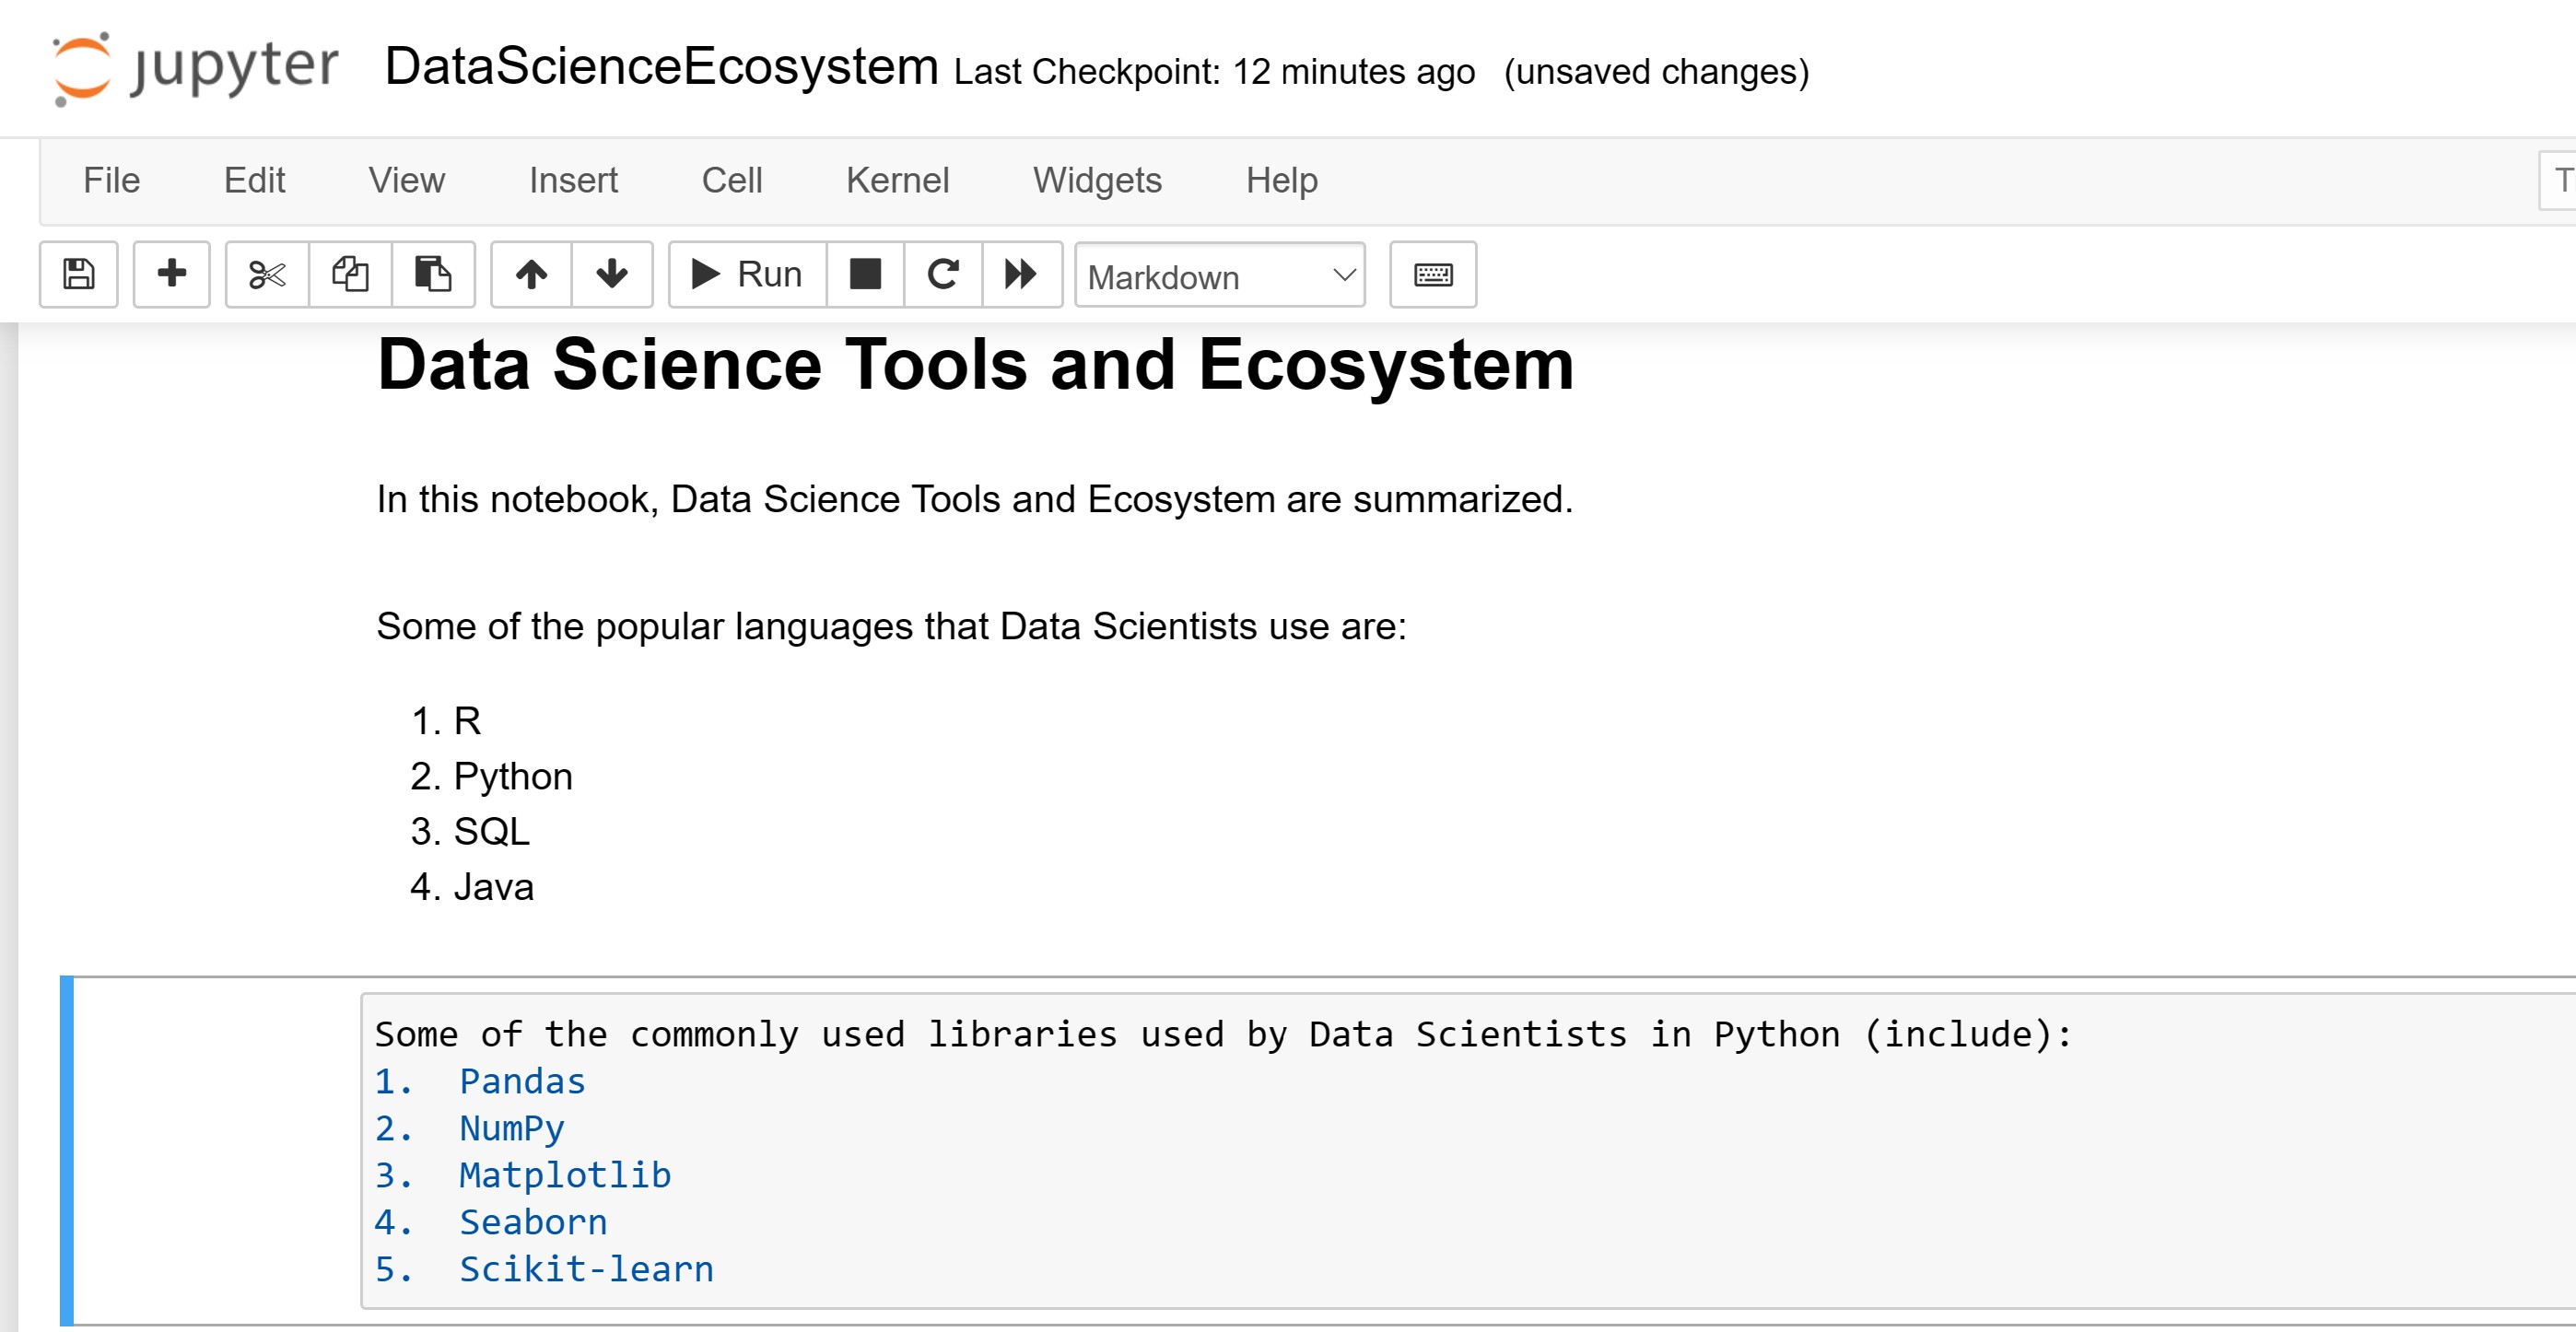 jupyter DataScienceEcosystem Last Checkpoint: 12 minutes ago (unsaved changes)
File Edit View Insert Cell Kernel Widgets Help
Run Markdown
Data Science Tools and Ecosystem
In this notebook, Data Science Tools and Ecosystem are summarized.
Some of the popular languages that Data Scientists use are:
1. R
2. Python
3. SQL
4. Java
Some of the commonly used libraries used by Data Scientists in Python (include):
1. Pandas
2. NumPy
3. Matplotlib
4. Seaborn
5. Scikit-learn